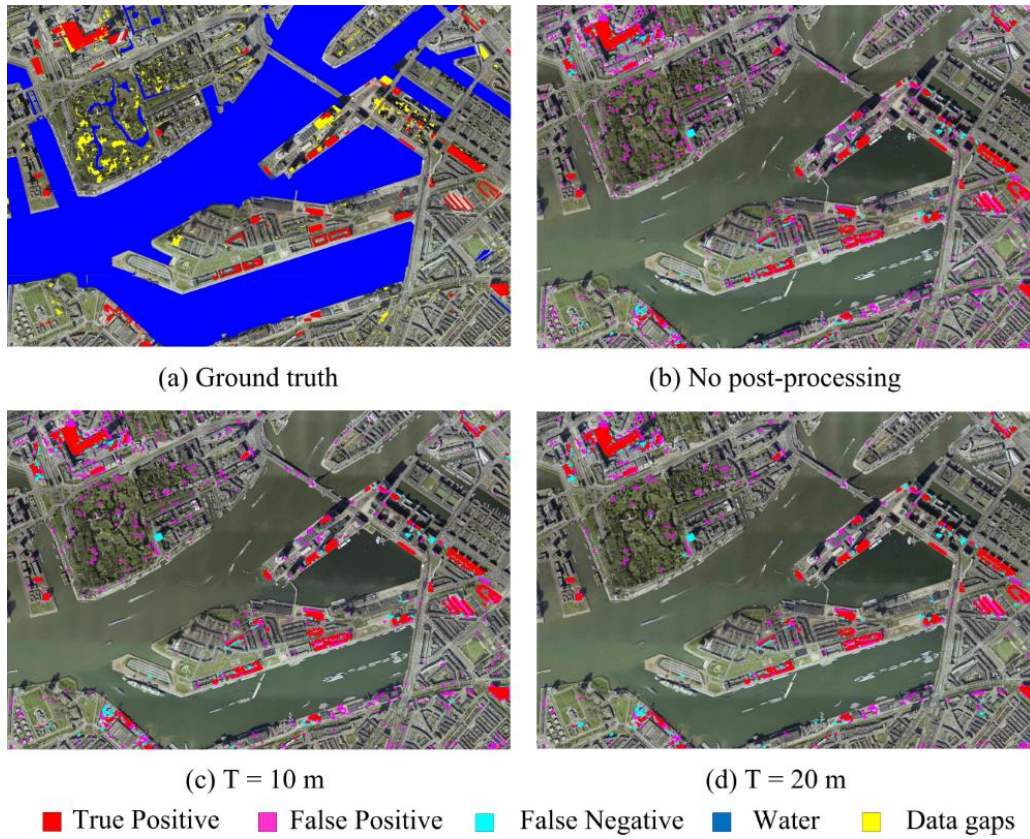 (a) Ground truth
(b) No post-processing
(c) T = 10 m
(d) T = 20 m
True Positive
False Positive
False Negative
Water
Data gaps